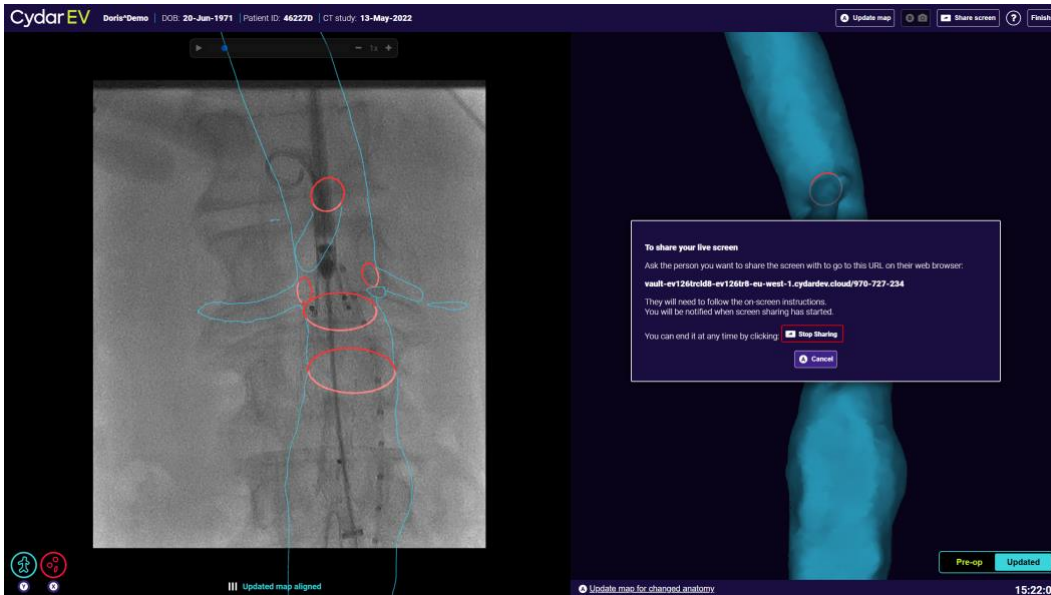 Cydar EV Doris^Demo DOB: 20-Jun-1971 Patient ID: 46227D CT study: 13-May-2022 Update map Share screen ? Finish
1x
To share your live screen
Ask the person you want to share the screen with to go to this URL on their web browser:
vault-ev126trcld8-ev126tr8-eu-west-1.cydardev.cloud/970-727-234
They will need to follow the on-screen instructions.
You will be notified when screen sharing has started.
You can end it at any time by clicking: Stop Sharing
A Cancel
Pre-op Updated
Y X
Updated map aligned
A Update map for changed anatomy
15:22:0